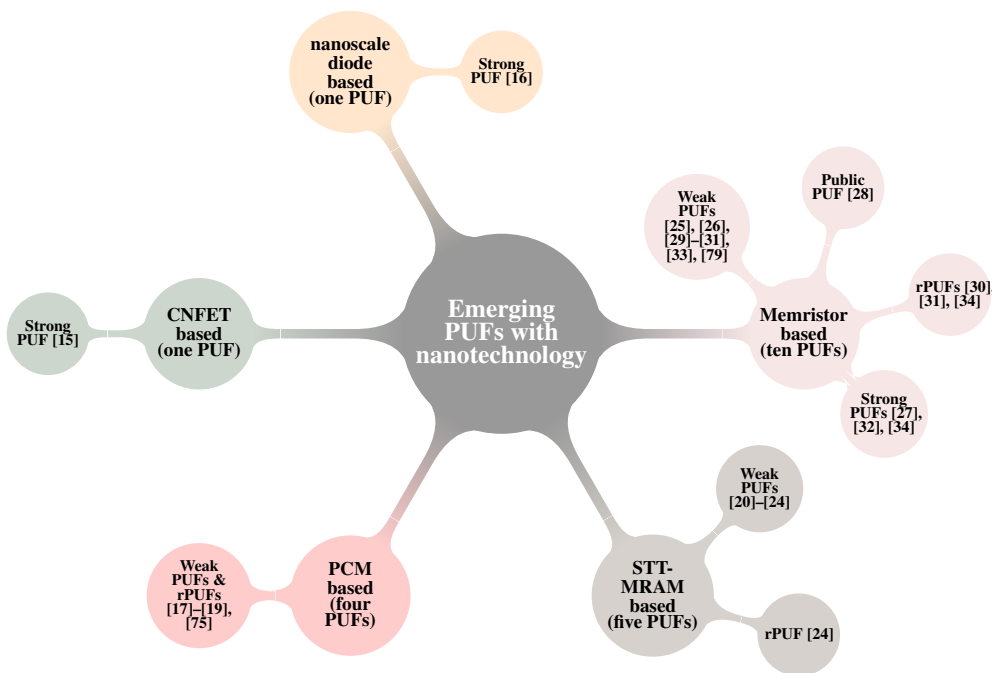 nanoscale
diode
based
(one PUF)
Strong
PUF [16]
Public
PUF [28]
Weak
PUFs
[25], [26],
[29]–[31],
[33], [79]
rPUFs [30],
[31], [34]
Memristor
based
(ten PUFs)
Strong
PUFs [27],
[32], [34]
Emerging
PUFs with
nanotechnology
CNFET
based
(one PUF)
Strong
PUF [15]
Weak
PUFs
[20]–[24]
STT-
MRAM
based
(five PUFs)
rPUF [24]
PCM
based
(four
PUFs)
Weak
PUFs &
rPUFs
[17]–[19],
[75]